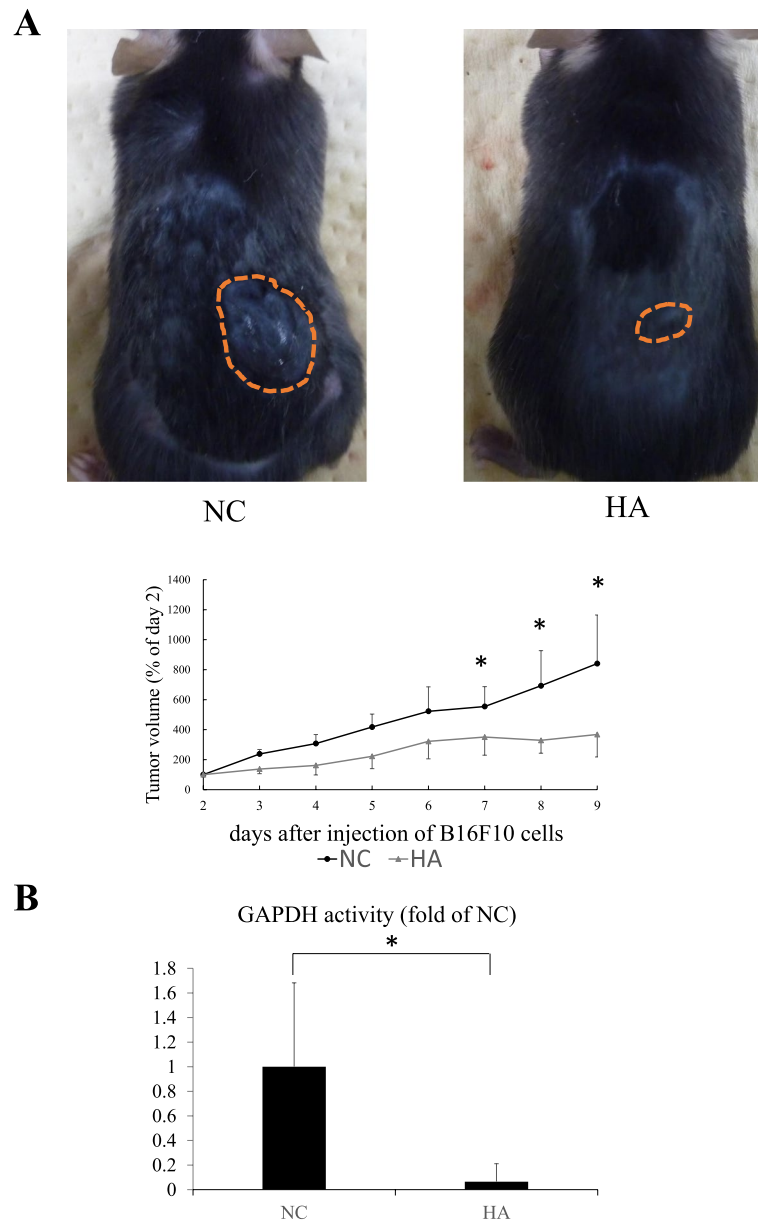 A
NC
HA
Tumor volume (% of day 2)
1400
1200
1000
800
600
400
200
0
*
*
*
2 3 4 5 6 7 8 9
days after injection of B16F10 cells
NC HA
B
GAPDH activity (fold of NC)
*
1.8
1.6
1.4
1.2
1
0.8
0.6
0.4
0.2
0
NC HA